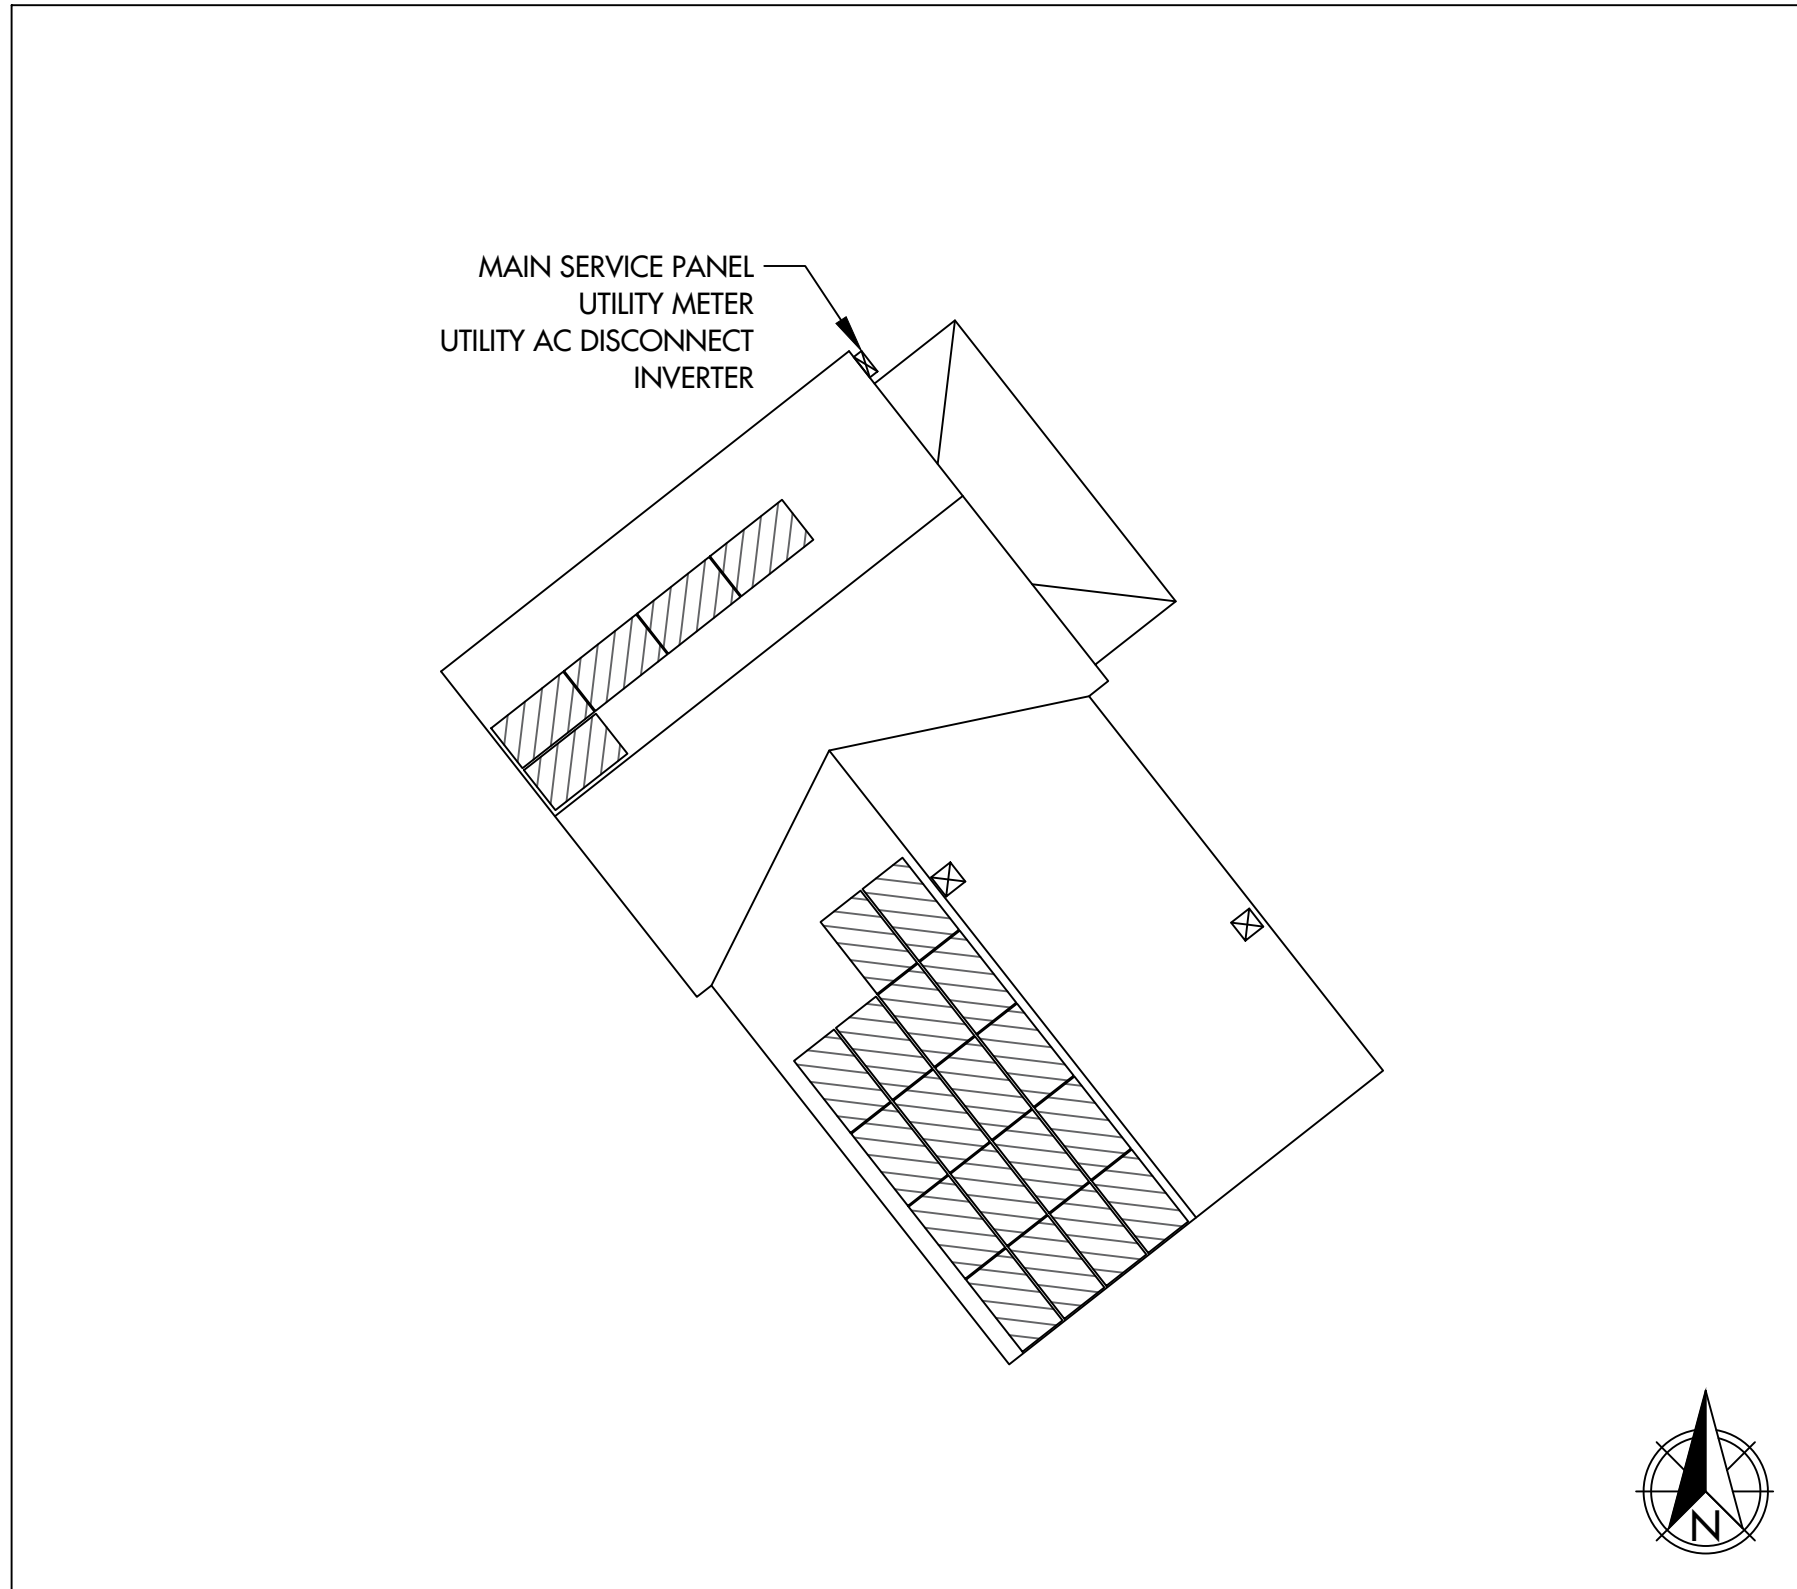 MAIN SERVICE PANEL
UTILITY METER
UTILITY AC DISCONNECT
INVERTER
N